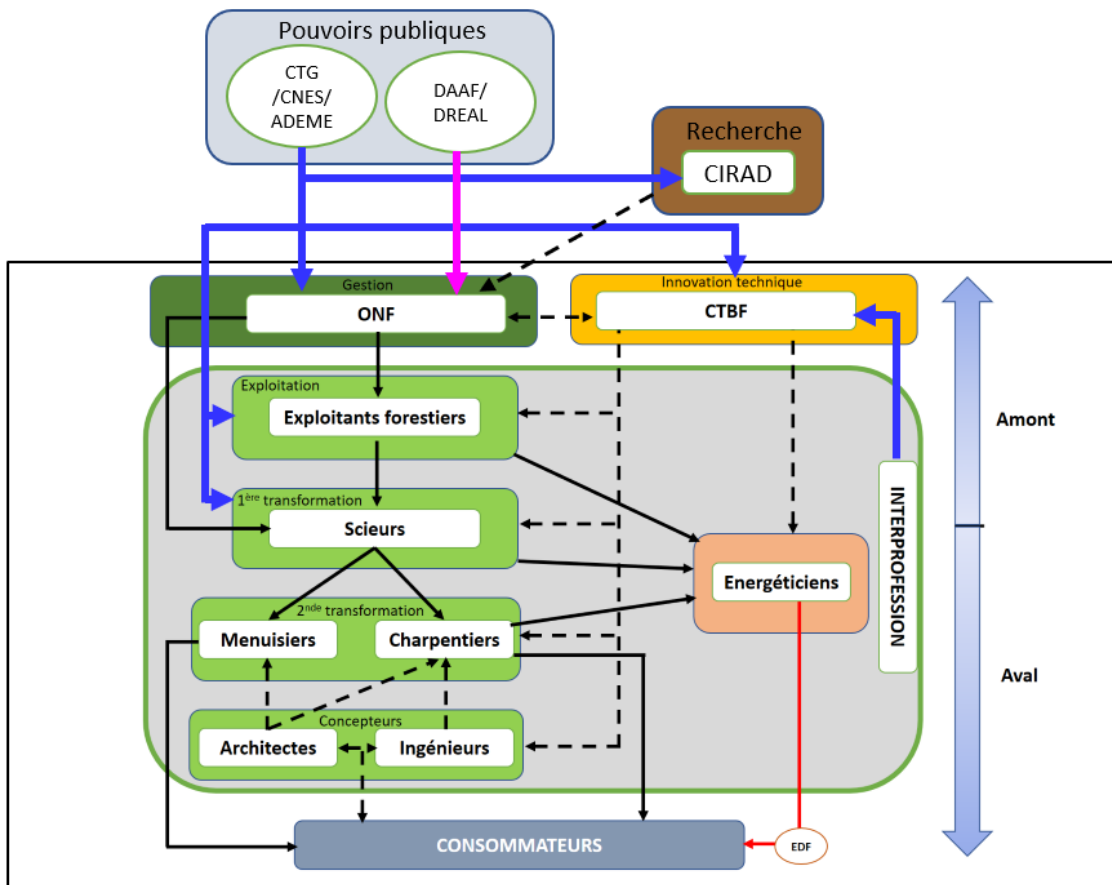 Pouvoirs publiques
CTG
/CNES/
ADEME
DAAF/
DREAL
Recherche
CIRAD
Gestion
ONF
Innovation technique
CTBF
Exploitation
Exploitants forestiers
1ère transformation
Scieurs
2nde transformation
Menuisiers
Charpentiers
Concepteurs
Architectes
Ingénieurs
Energéticiens
INTERPROFESSION
Amont
Aval
CONSOMMATEURS
EDF